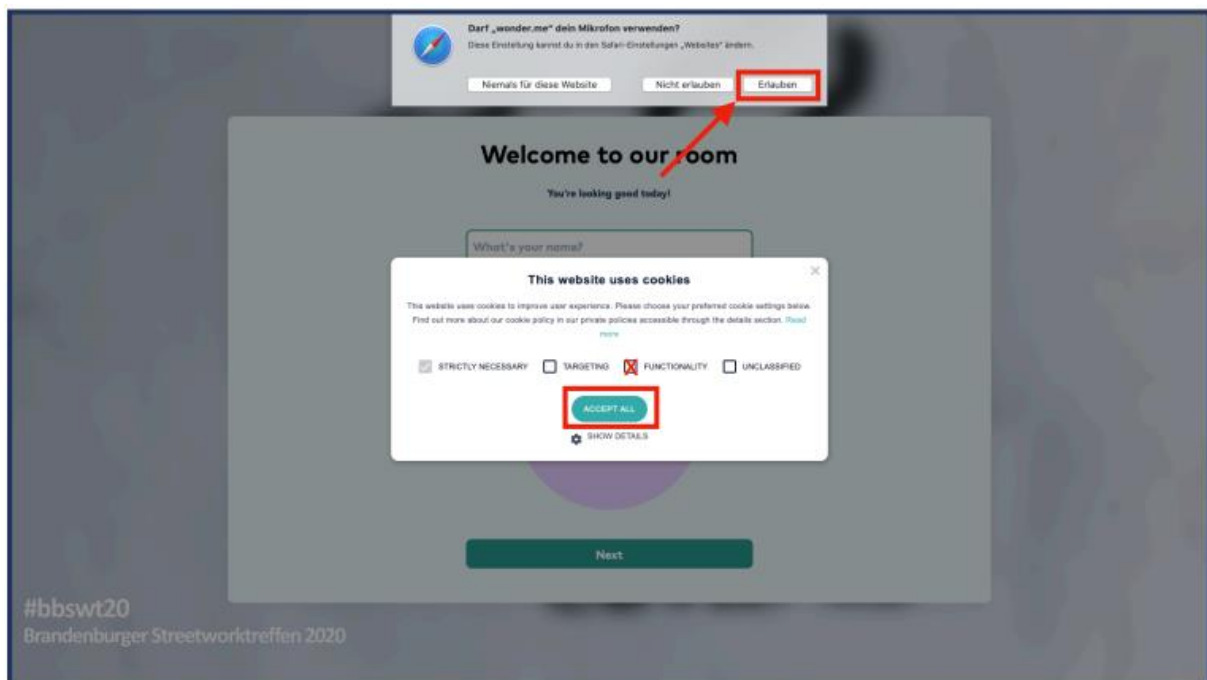 Darf „wonder.me“ dein Mikrofon verwenden?
Diese Einstellung kannst du in den Safari-Einstellungen „Websites“ ändern.
Niemals für diese Website
Nicht erlauben
Erlauben
Welcome to our room
You're looking good today!
What's your name?
This website uses cookies
This website uses cookies to improve user experience. Please choose your preferred cookie settings below.
Find out more about our cookie policy in our private policies accessible through the details section. Read
more
STRICTLY NECESSARY TARGETING FUNCTIONALITY UNCLASSIFIED
ACCEPT ALL
SHOW DETAILS
Next
#bbswt20
Brandenburger Streetworktreffen 2020